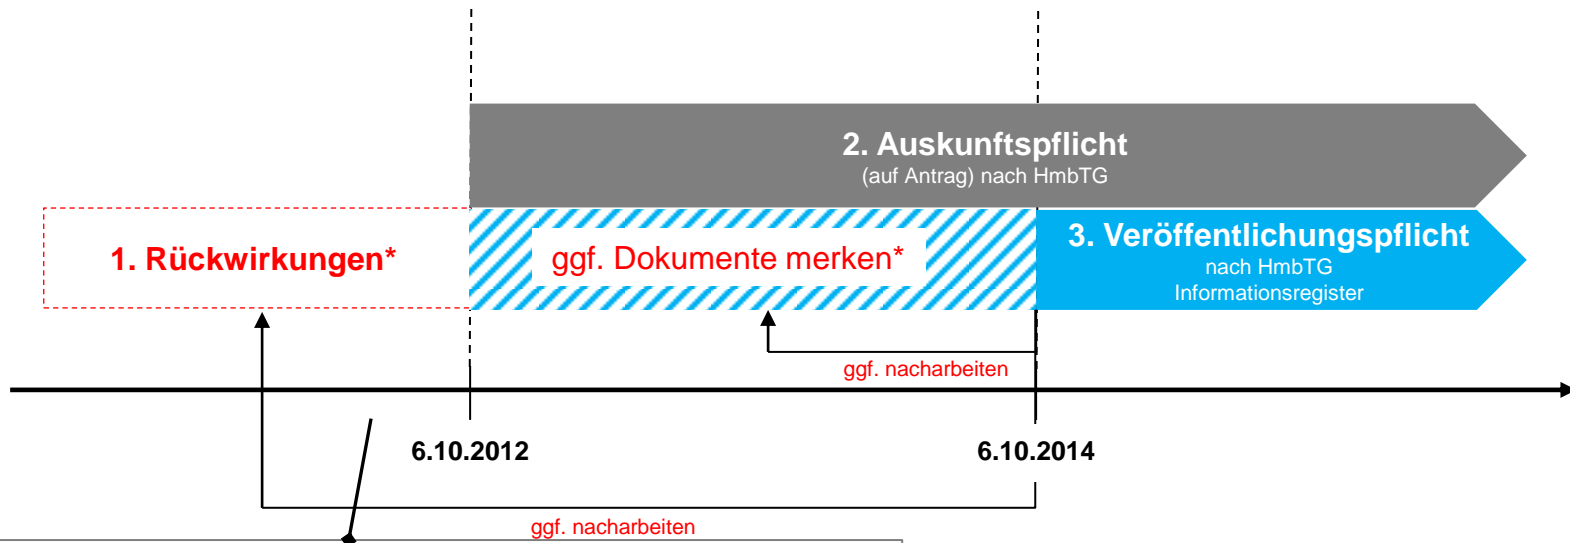 2. Auskunftspflicht
(auf Antrag) nach HmbTG
1. Rückwirkungen*
ggf. Dokumente merken*
3. Veröffentlichungspflicht
nach HmbTG
Informationsregister
ggf. nacharbeiten
6.10.2012
6.10.2014
ggf. nacharbeiten